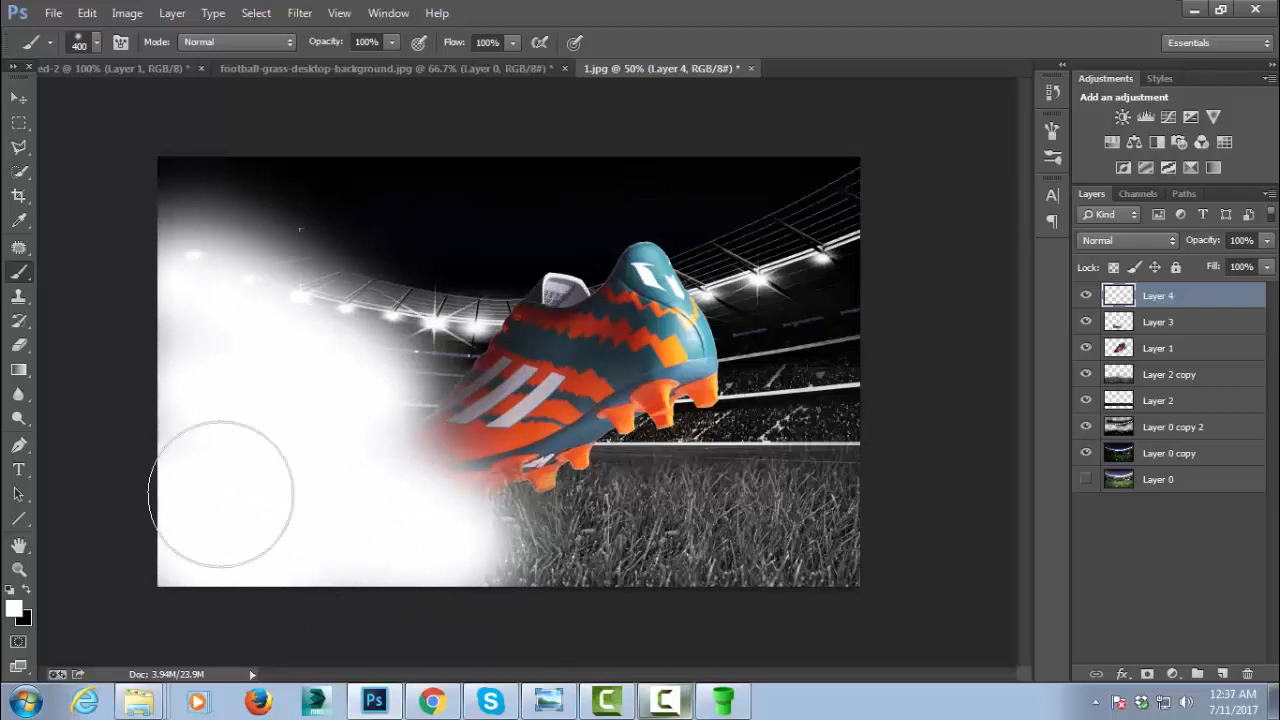 Ps File Edit Image Layer Type Select Filter View Window Help
400 Mode: Normal Opacity: 100% Flow: 100% Essentials
ed-2 @ 100% (Layer 1, RGB/8) * × football-grass-desktop-background.jpg @ 66.7% (Layer 0, RGB/8#) * × 1.jpg @ 50% (Layer 4, RGB/8#) * ×
Adjustments Styles
Add an adjustment
Layers Channels Paths
Kind
Normal Opacity: 100%
Lock: Fill: 100%
Layer 4
Layer 3
Layer 1
Layer 2 copy
Layer 2
Layer 0 copy 2
Layer 0 copy
Layer 0
Doc: 3.94M/23.9M
12:37 AM
7/11/2017